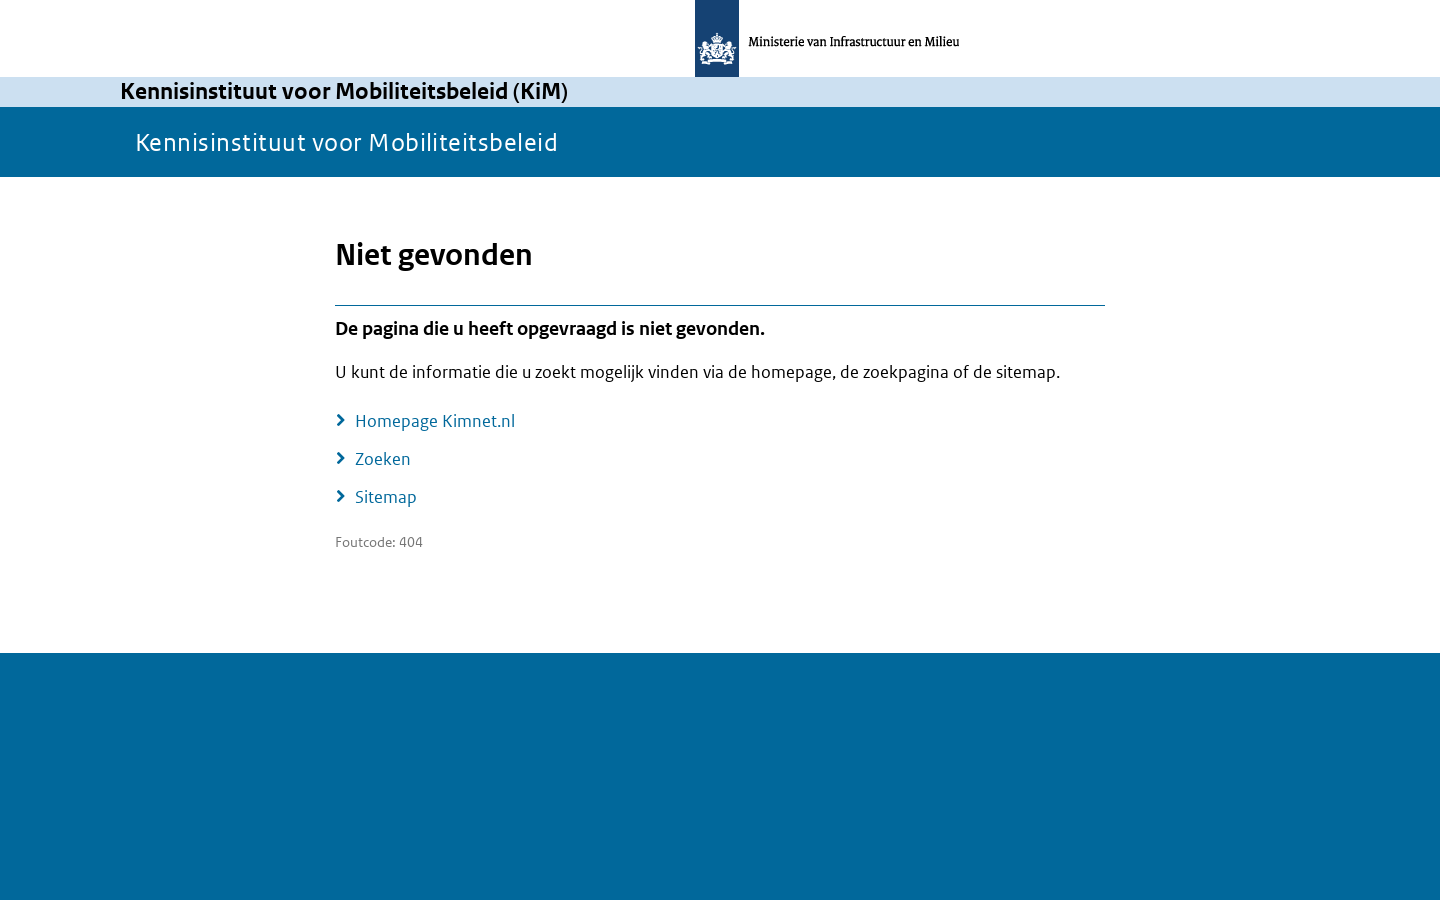 Ministerie van Infrastructuur en Milieu
Kennisinstituut voor Mobiliteitsbeleid (KiM)
Kennisinstituut voor Mobiliteitsbeleid
Niet gevonden
De pagina die u heeft opgevraagd is niet gevonden.
U kunt de informatie die u zoekt mogelijk vinden via de homepage, de zoekpagina of de sitemap.
Homepage Kimnet.nl
Zoeken
Sitemap
Foutcode: 404